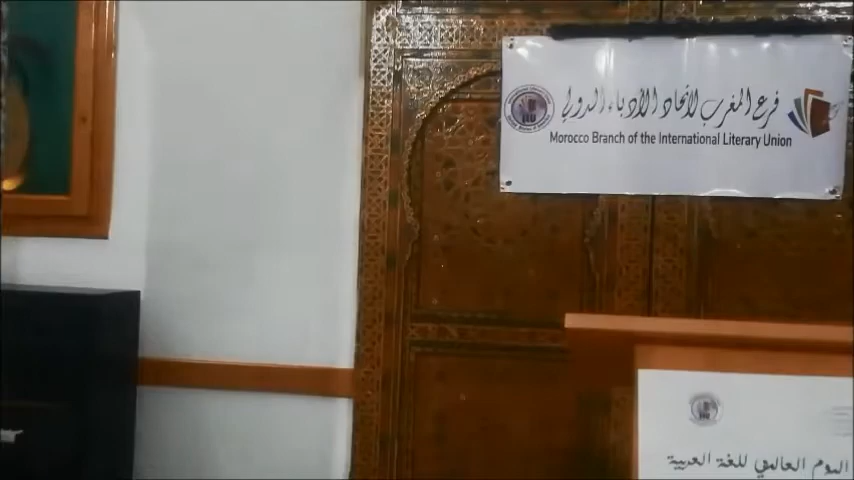 فرع المغرب لاتحاد الأدباء الدولي
Morocco Branch of the International Literary Union
اليوم العالمي للغة العربية